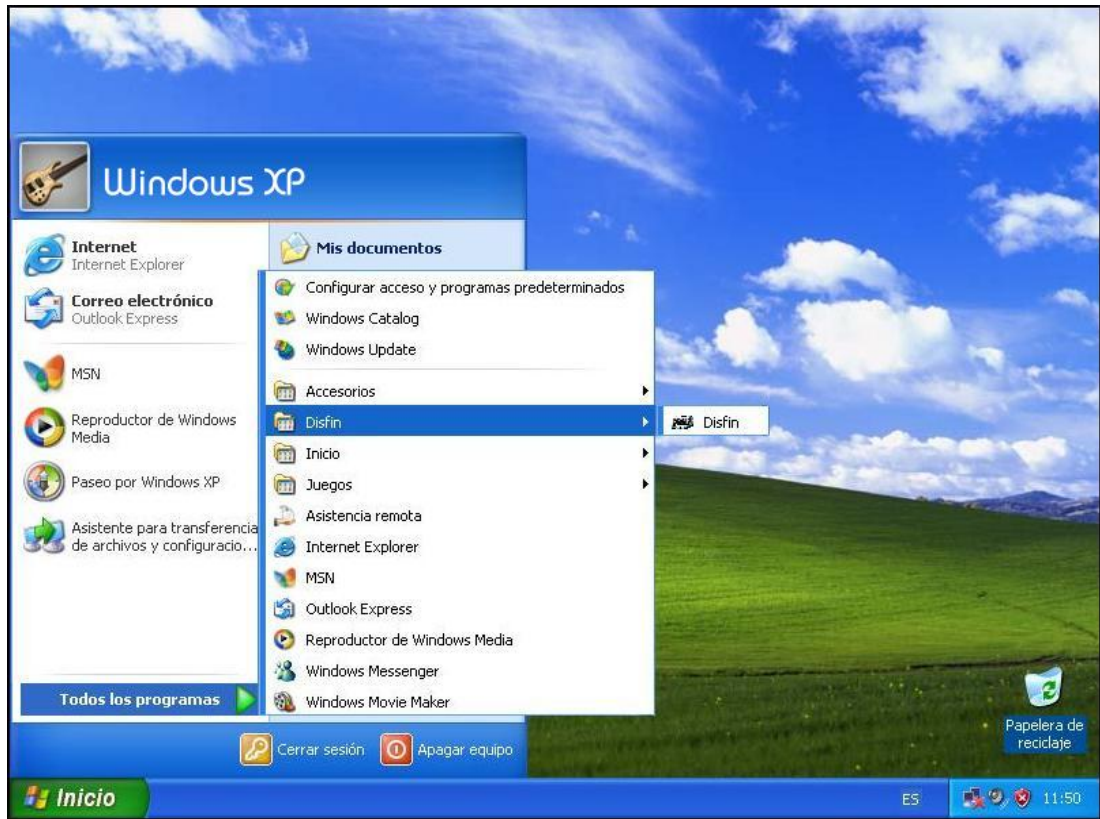 Windows XP
Internet
Internet Explorer
Correo electrónico
Outlook Express
MSN
Reproductor de Windows
Media
Paseo por Windows XP
Asistente para transferencia
de archivos y configuracio...
Todos los programas
Mis documentos
Configurar acceso y programas predeterminados
Windows Catalog
Windows Update
Accesorios
Disfin
Inicio
Juegos
Asistencia remota
Internet Explorer
MSN
Outlook Express
Reproductor de Windows Media
Windows Messenger
Windows Movie Maker
Disfin
Papelera de
reciclaje
Cerrar sesión
Apagar equipo
Inicio
ES
11:50